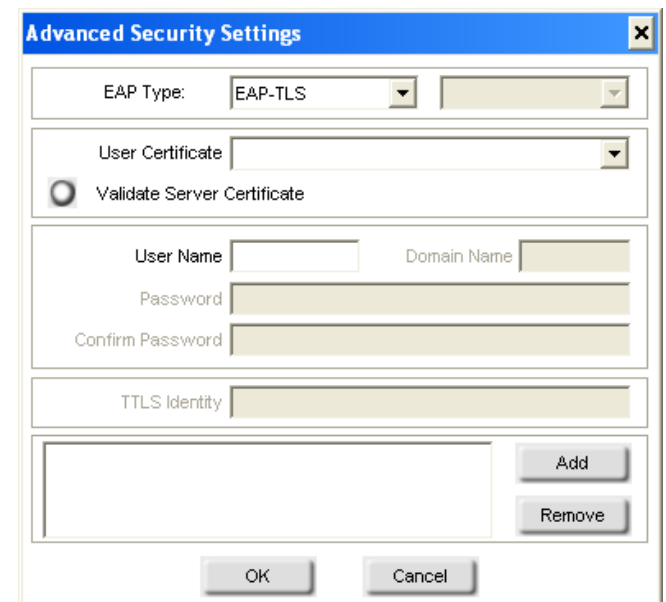 Advanced Security Settings
EAP Type: EAP-TLS
User Certificate
Validate Server Certificate
User Name Domain Name
Password
Confirm Password
TTLS Identity
Add
Remove
OK Cancel